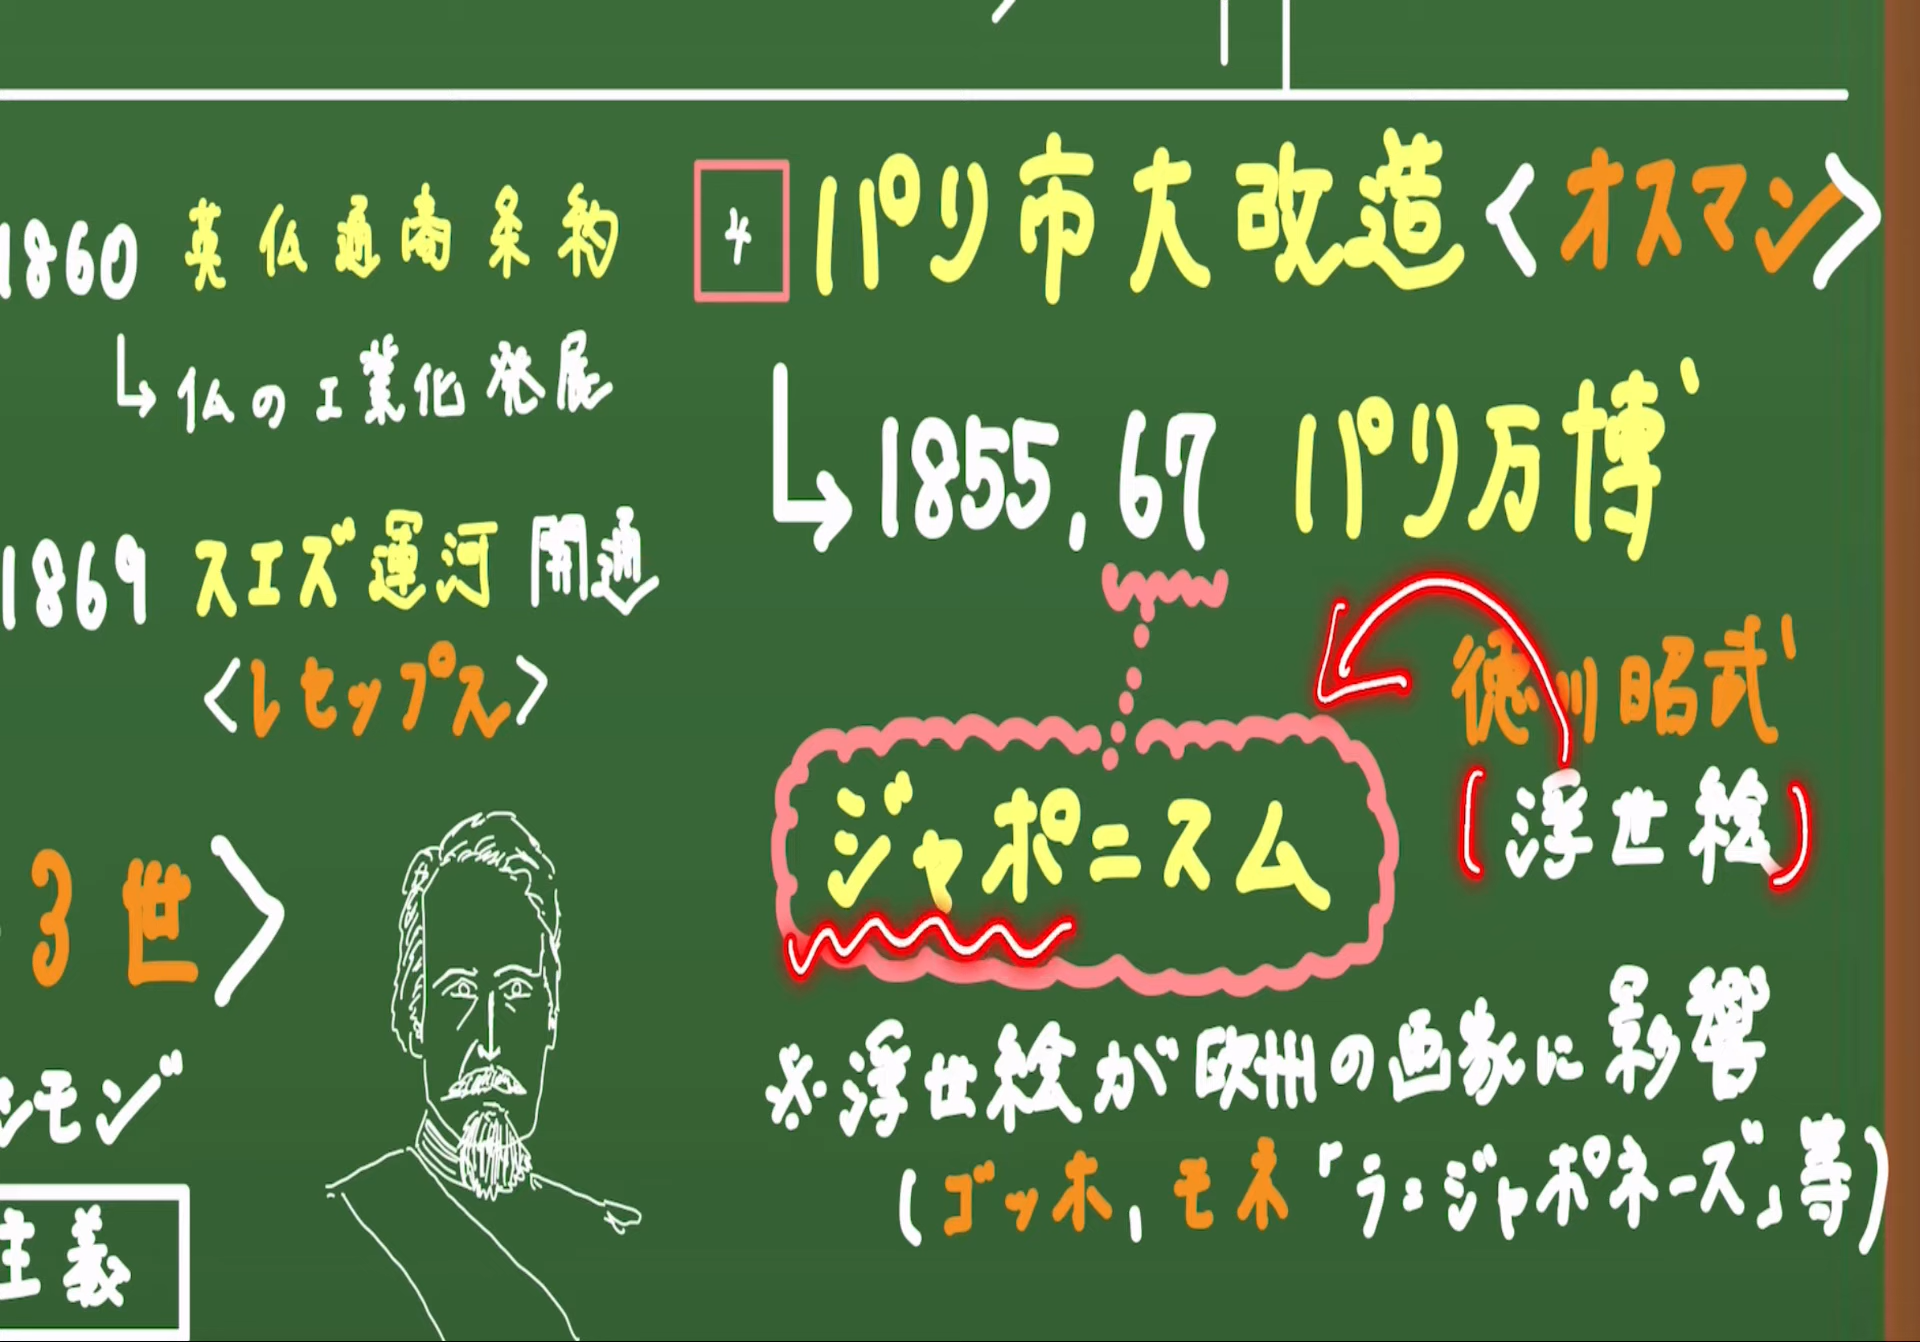 1860 英仏通商条約
↳ 仏の工業化発展
1869 スエズ運河 開通
<レセップス>
3世>
シモン゛
主義
4 パリ市大改造<オスマン>
↳ 1855, 67 パリ万博
徳川昭武
(浮世絵)
ジャポニスム
※浮世絵が欧州の画家に影響
(ゴッホ, モネ「ラ=ジャポネーズ」等)